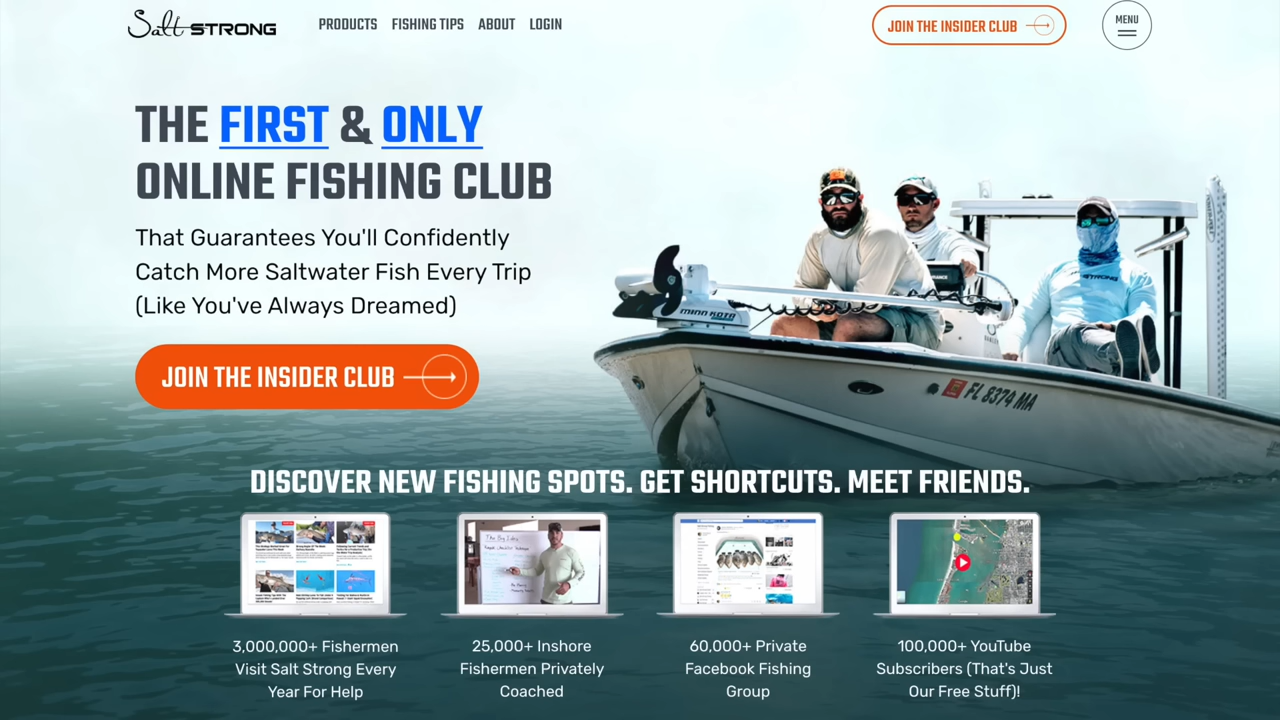 Salt STRONG
PRODUCTS FISHING TIPS ABOUT LOGIN
JOIN THE INSIDER CLUB
MENU
THE FIRST & ONLY
ONLINE FISHING CLUB
That Guarantees You'll Confidently
Catch More Saltwater Fish Every Trip
(Like You've Always Dreamed)
JOIN THE INSIDER CLUB
MINN KOTA
STRONG
FL 8374 MA
DISCOVER NEW FISHING SPOTS. GET SHORTCUTS. MEET FRIENDS.
The Big Idea
3,000,000+ Fishermen
Visit Salt Strong Every
Year For Help
25,000+ Inshore
Fishermen Privately
Coached
60,000+ Private
Facebook Fishing
Group
100,000+ YouTube
Subscribers (That's Just
Our Free Stuff)!